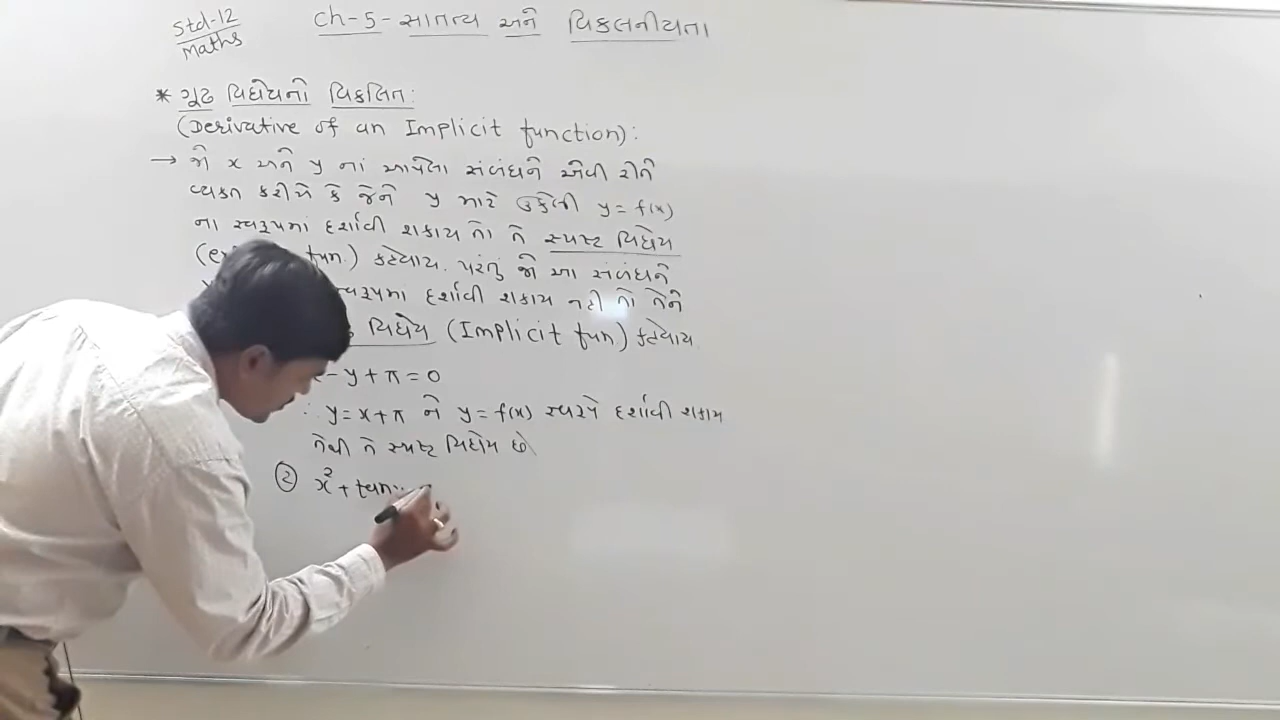 Std-12
Maths
Ch-5-સાતત્ય અને વિકલનીયતા
* ગૂઢ વિધેયનો વિકલિત:
(Derivative of an Implicit function):
→ જો x અને y નાં આપેલા સંબંધને એવી રીતે
વ્યક્ત કરીએ કે જેને y માટે ઉકેલી y = f(x)
ના સ્વરૂપમાં દર્શાવી શકાય તો તે સ્પષ્ટ વિધેય
fun.) કહેવાય. પરંતુ જો આ સંબંધને
સ્વરૂપમાં દર્શાવી શકાય નહી તો તેને
વિધેય (Implicit fun.) કહેવાય.
- y + π = 0
∴ y = x + π ને y = f(x) સ્વરૂપે દર્શાવી શકાય
તેથી તે સ્પષ્ટ વિધેય છે
② x² + tan